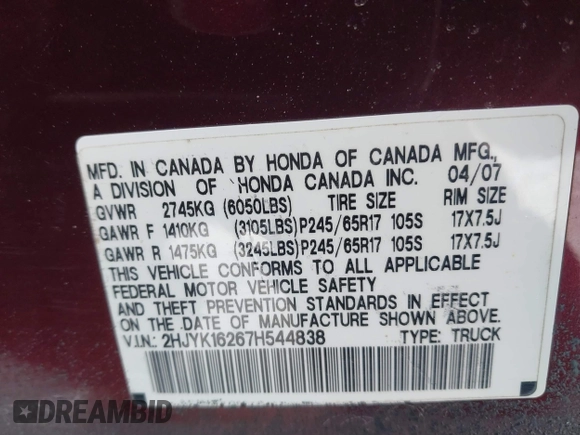 MFD. IN CANADA BY HONDA OF CANADA MFG.,
A DIVISION OF HONDA CANADA INC. 04/07
GVWR 2745KG (6050LBS) TIRE SIZE RIM SIZE
GAWR F 1410KG (3105LBS) P245/65R17 105S 17X7.5J
GAWR R 1475KG (3245LBS) P245/65R17 105S 17X7.5J
THIS VEHICLE CONFORMS TO ALL APPLICABLE
FEDERAL MOTOR VEHICLE SAFETY
AND THEFT PREVENTION STANDARDS IN EFFECT
ON THE DATE OF MANUFACTURE SHOWN ABOVE.
V.I.N.: 2HJYK16267H544838 TYPE: TRUCK
DREAMBID